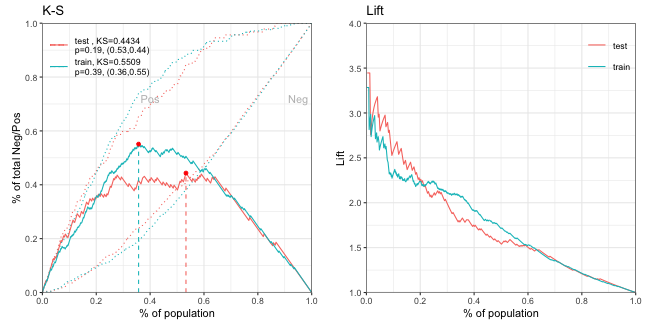 K-S
1.0
0.8
0.6
0.4
0.2
0.0
% of total Neg/Pos
test , KS=0.4434
p=0.19, (0.53,0.44)
train, KS=0.5509
p=0.39, (0.36,0.55)
Pos
Neg
0.0 0.2 0.4 0.6 0.8 1.0
% of population
Lift
4.0
3.5
3.0
2.5
2.0
1.5
1.0
Lift
test
train
0.0 0.2 0.4 0.6 0.8 1.0
% of population